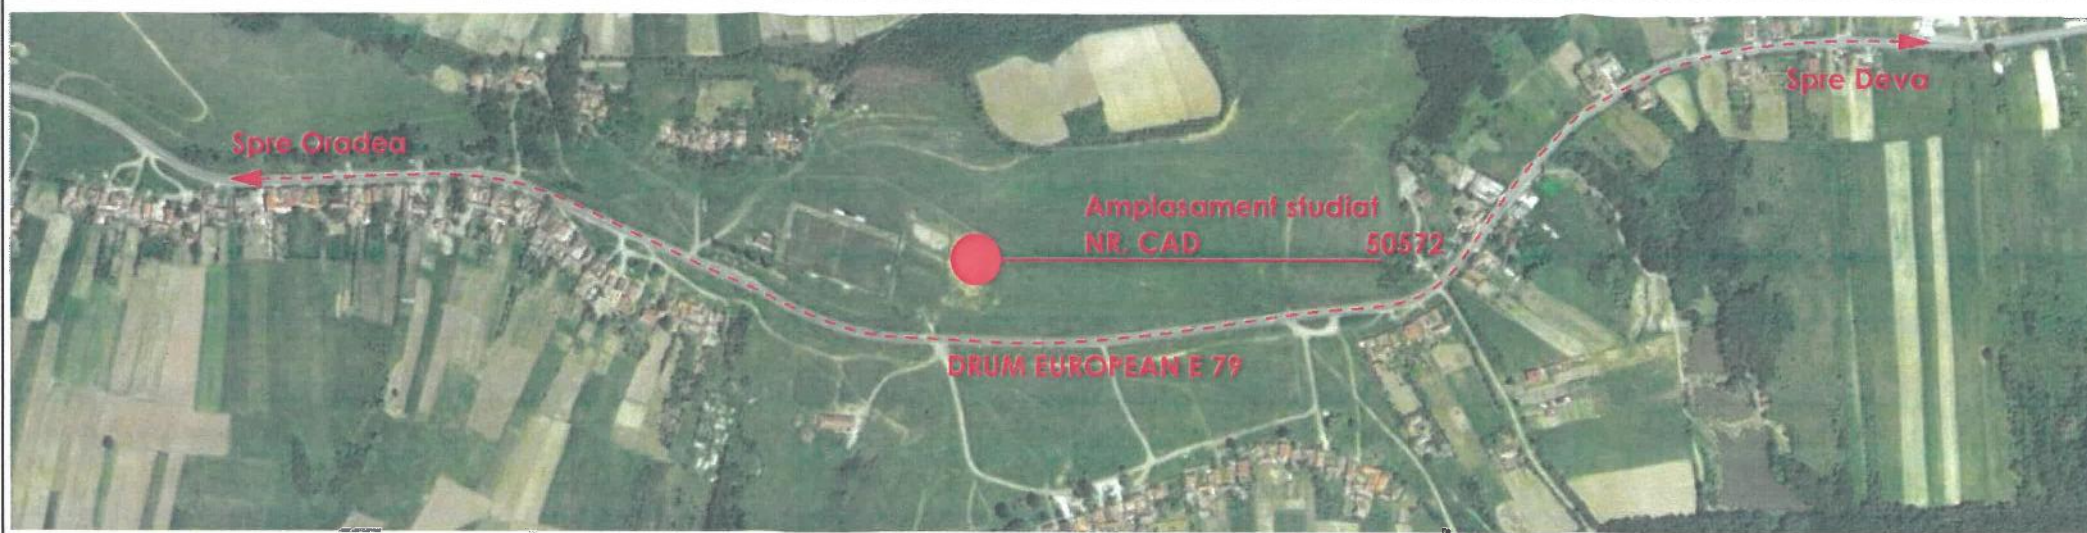 Spre Deva
Spre Oradea
Amplasament studiat
NR. CAD 50572
DRUM EUROPEAN E 79